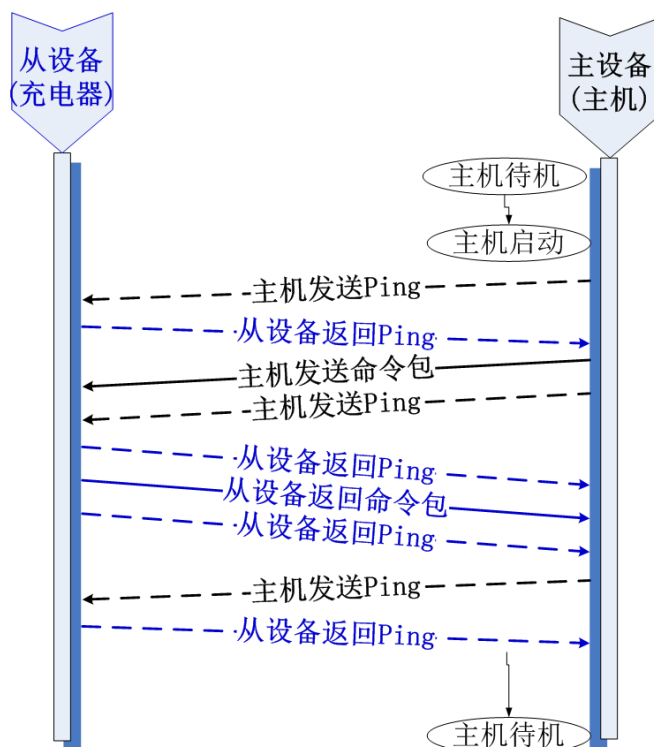 从设备
(充电器)
主设备
(主机)
主机待机
主机启动
主机发送Ping
从设备返回Ping
主机发送命令包
主机发送Ping
从设备返回Ping
从设备返回命令包
从设备返回Ping
主机发送Ping
从设备返回Ping
主机待机